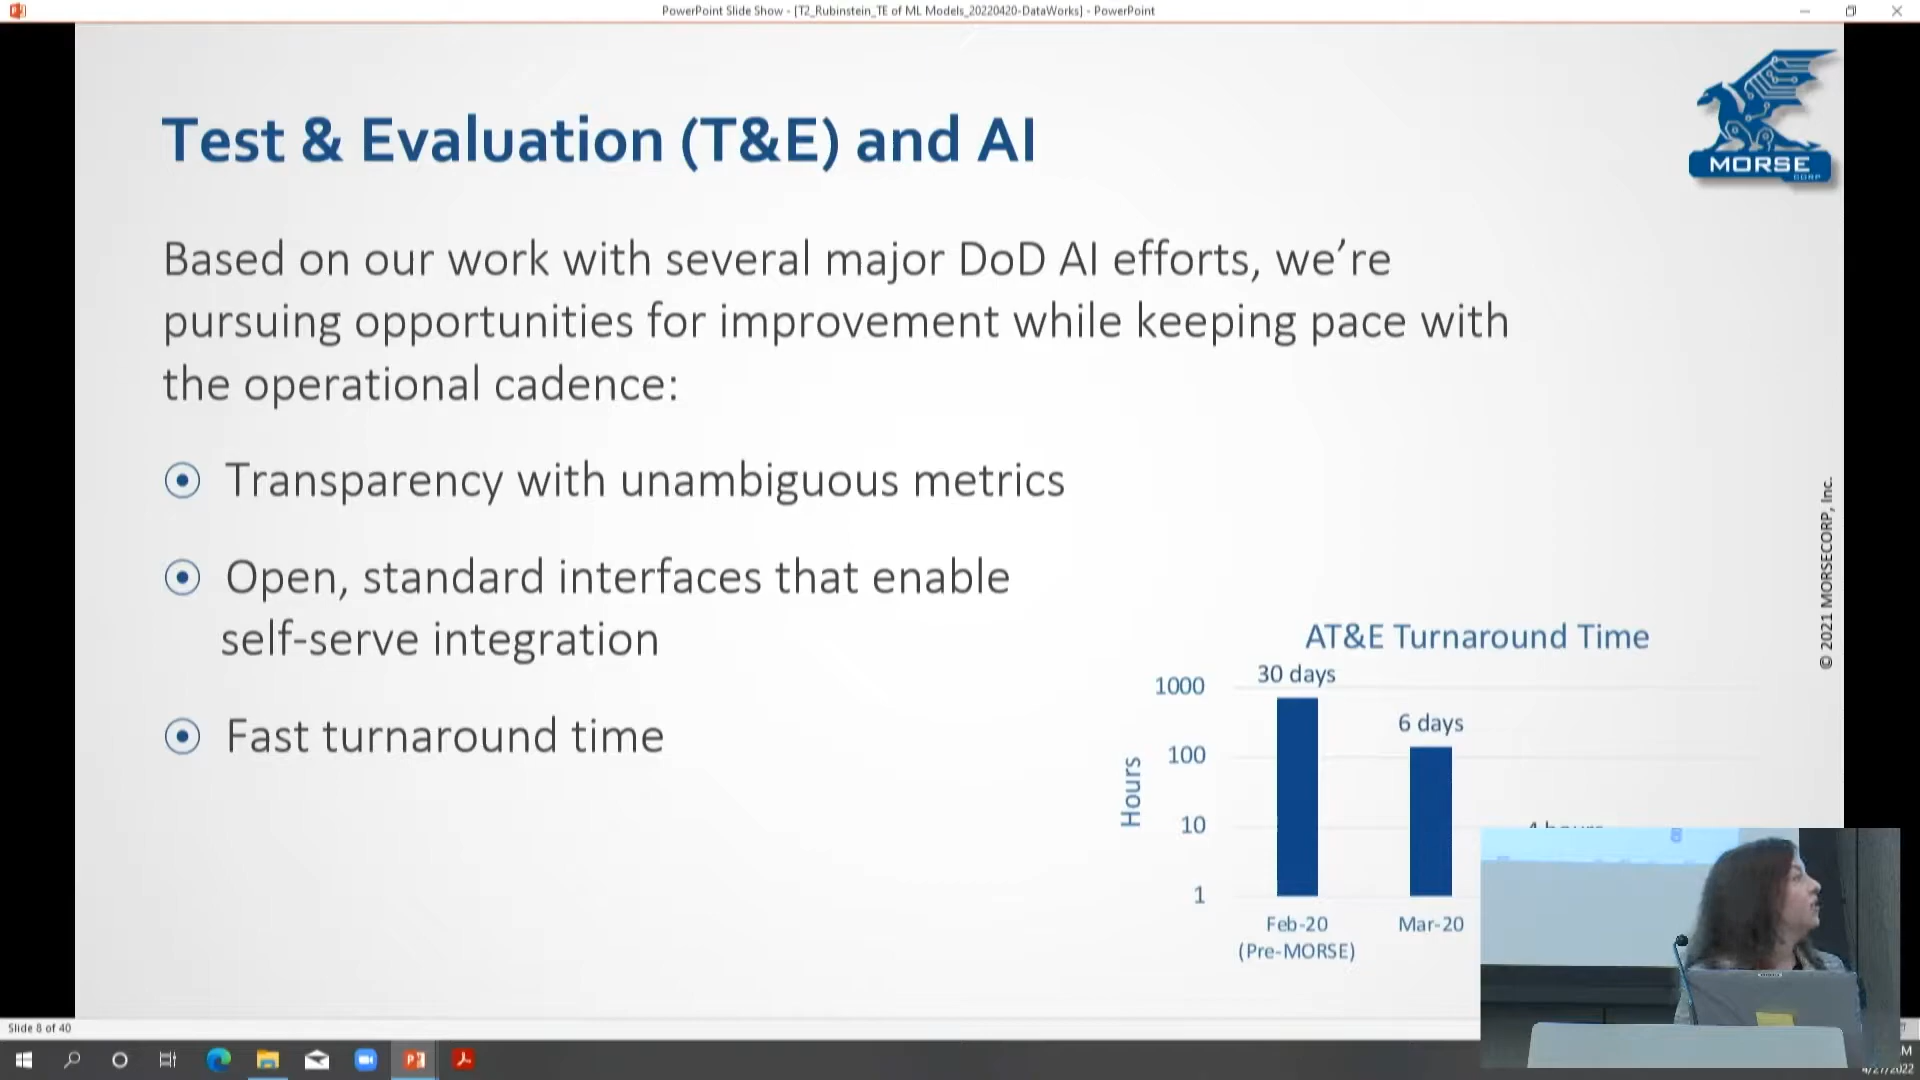 PowerPoint Slide Show - [T2_Rubinstein_TE of ML Models_20220420-DataWorks] - PowerPoint
Test & Evaluation (T&E) and AI
MORSE
CORP
Based on our work with several major DoD AI efforts, we’re
pursuing opportunities for improvement while keeping pace with
the operational cadence:
Transparency with unambiguous metrics
Open, standard interfaces that enable
self-serve integration
Fast turnaround time
© 2021 MORSECORP, Inc.
AT&E Turnaround Time
30 days
6 days
Hours
1000
100
10
1
Feb-20
(Pre-MORSE)
Mar-20
Slide 8 of 40